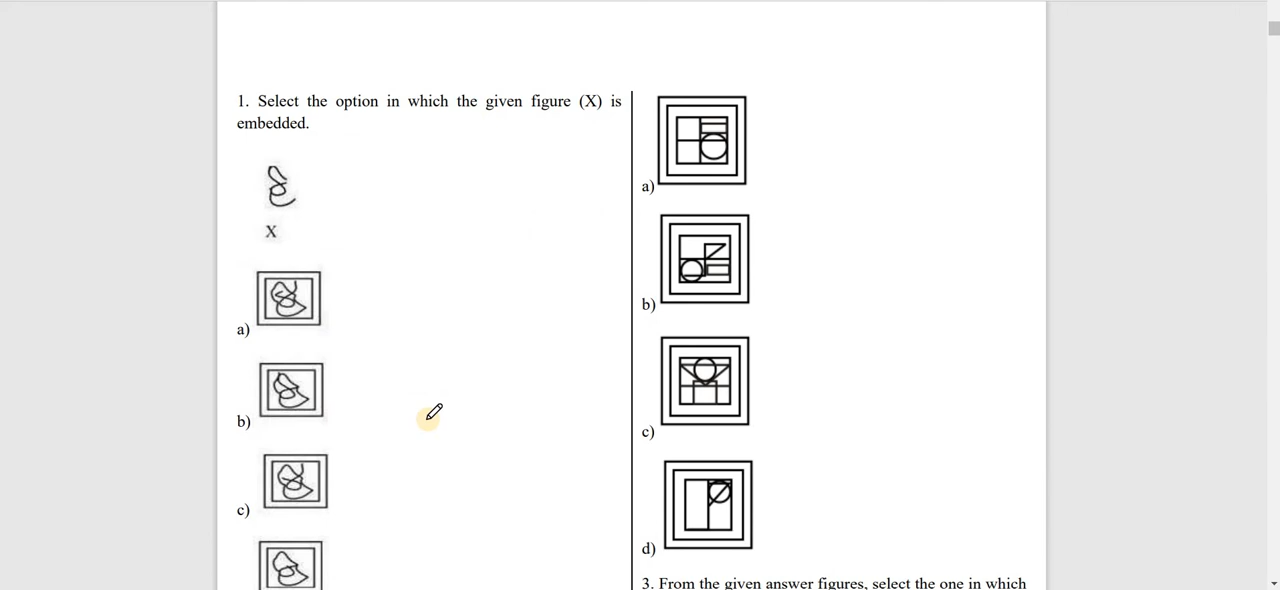 1. Select the option in which the given figure (X) is
embedded.
X
a)
b)
c)
a)
b)
c)
d)
3. From the given answer figures, select the one in which